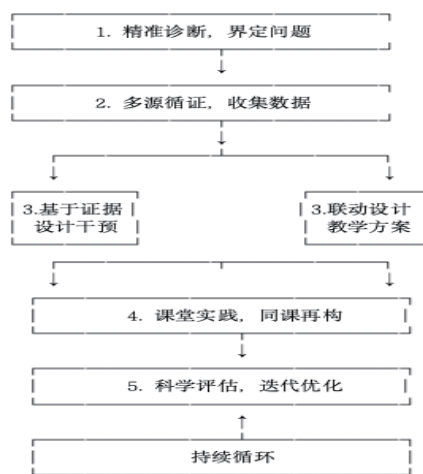 1. 精准诊断，界定问题
2. 多源循证，收集数据
3.基于证据
设计干预
3.联动设计
教学方案
4. 课堂实践，同课再构
5. 科学评估，迭代优化
持续循环